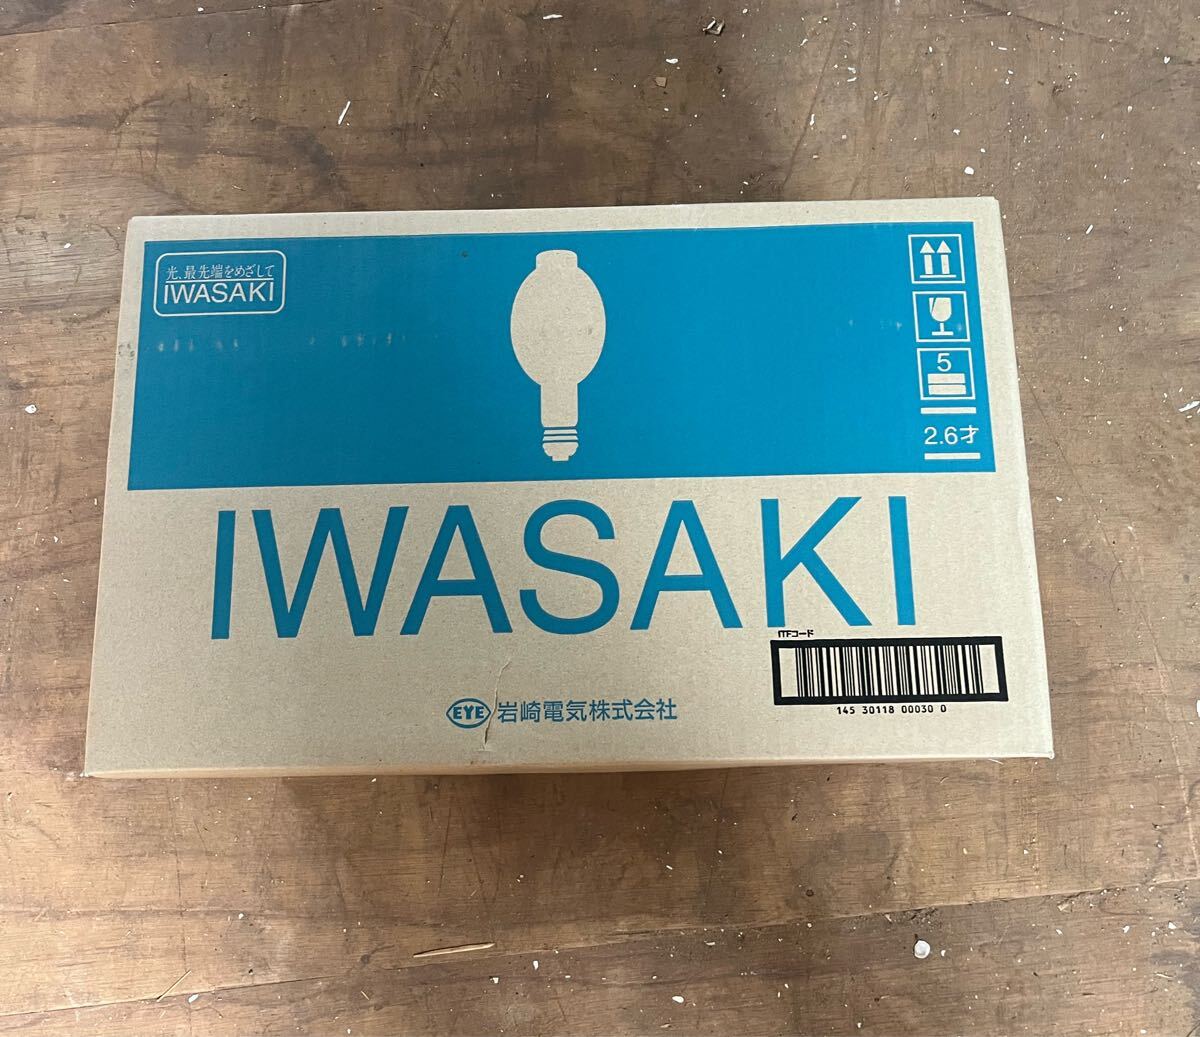 光、最先端をめざして
IWASAKI
5
2.6才
IWASAKI
ITFコード
145 30118 00030 0
EYE 岩崎電気株式会社